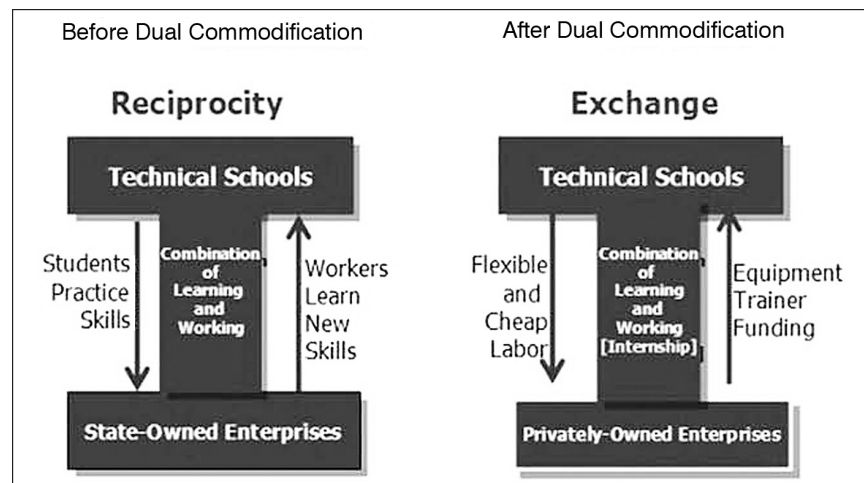 Before Dual Commodification
Reciprocity
Technical Schools
Students
Practice
Skills
Combination
of
Learning
and
Working
Workers
Learn
New
Skills
State-Owned Enterprises
After Dual Commodification
Exchange
Technical Schools
Flexible
and
Cheap
Labor
Combination
of
Learning
and
Working
[Internship]
Equipment
Trainer
Funding
Privately-Owned Enterprises